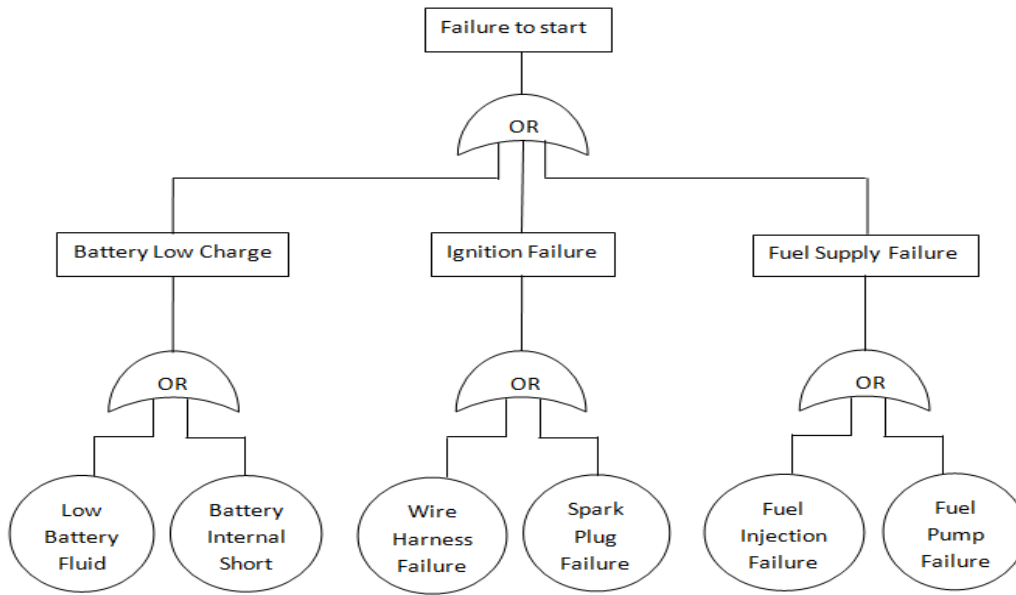 Failure to start
OR
Battery Low Charge
Ignition Failure
Fuel Supply Failure
OR
OR
OR
Low
Battery
Fluid
Battery
Internal
Short
Wire
Harness
Failure
Spark
Plug
Failure
Fuel
Injection
Failure
Fuel
Pump
Failure